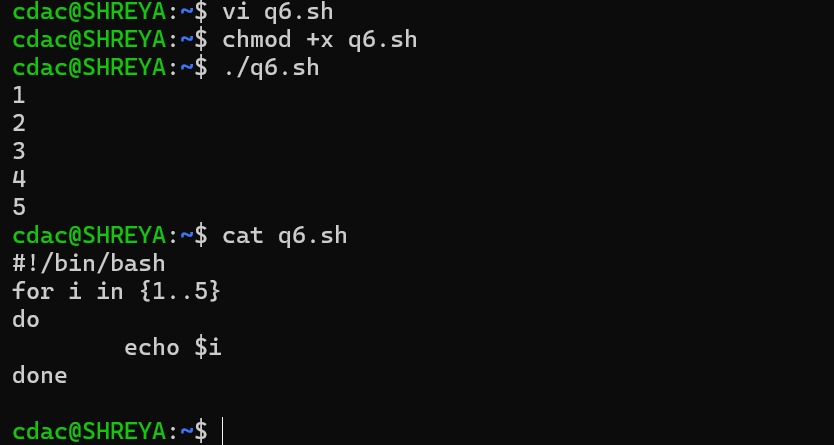 cdac@SHREYA:~$ vi q6.sh
cdac@SHREYA:~$ chmod +x q6.sh
cdac@SHREYA:~$ ./q6.sh
1
2
3
4
5
cdac@SHREYA:~$ cat q6.sh
#!/bin/bash
for i in {1..5}
do
        echo $i
done

cdac@SHREYA:~$